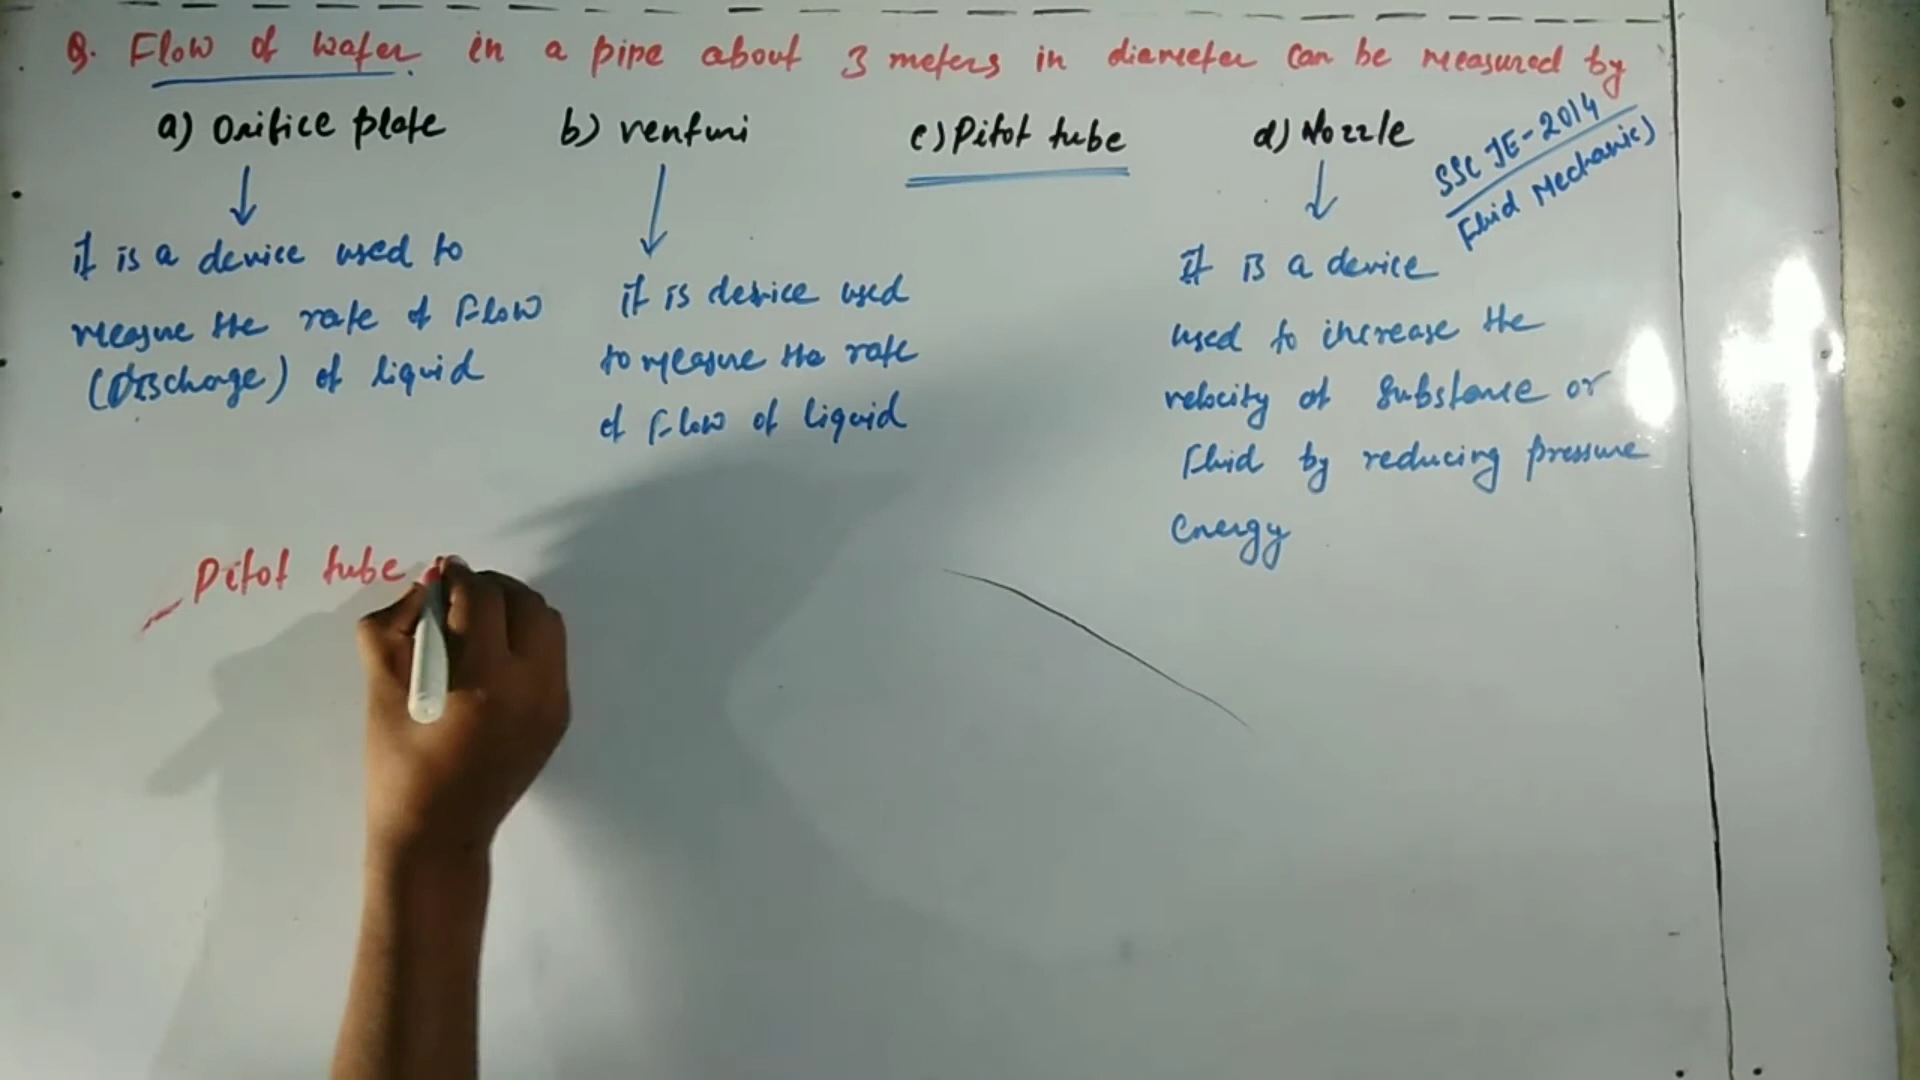 Q. Flow of water in a pipe about 3 meters in diameter can be measured by
a) Orifice plate b) venturi c) Pitot tube d) Nozzle
SSC JE-2014
Fluid Mechanic)
it is a device used to
measure the rate of Flow
(Discharge) of liquid
it is device used
to measure the rate
of flow of liquid
It is a device
used to increase the
velocity of substance or
Fluid by reducing pressure
Energy
Pitot tube